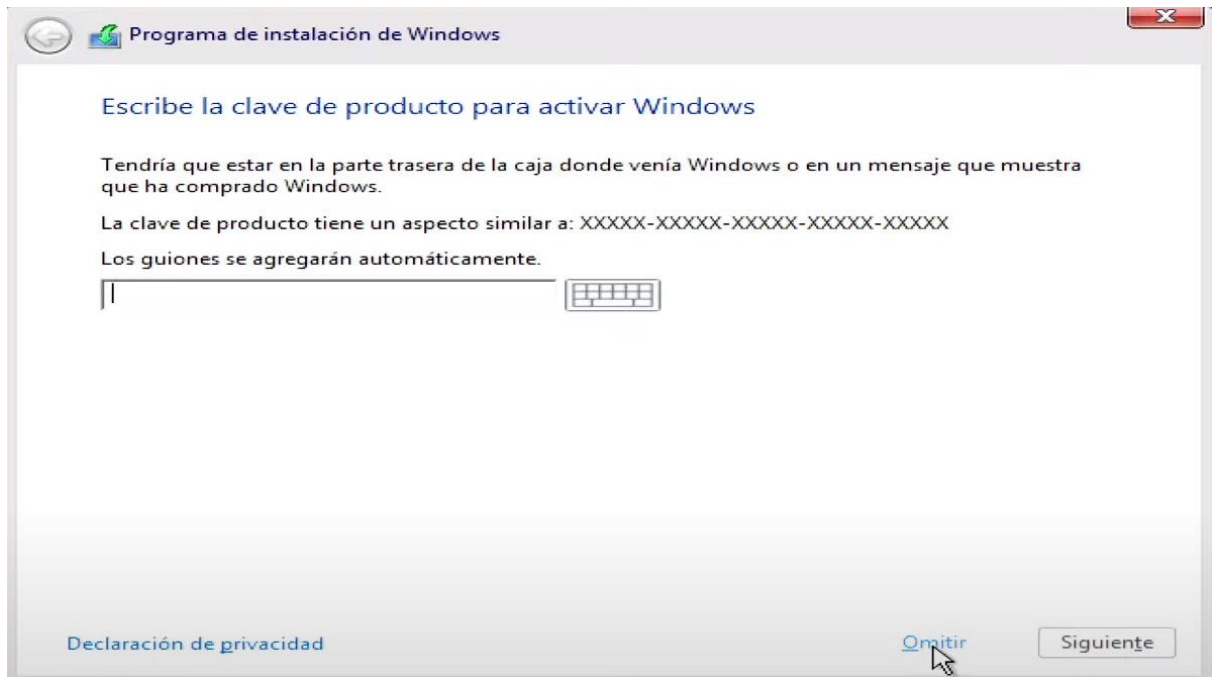 Programa de instalación de Windows
Escribe la clave de producto para activar Windows
Tendría que estar en la parte trasera de la caja donde venía Windows o en un mensaje que muestra
que ha comprado Windows.
La clave de producto tiene un aspecto similar a: XXXXX-XXXXX-XXXXX-XXXXX-XXXXX
Los guiones se agregarán automáticamente.
Declaración de privacidad
Omitir
Siguiente